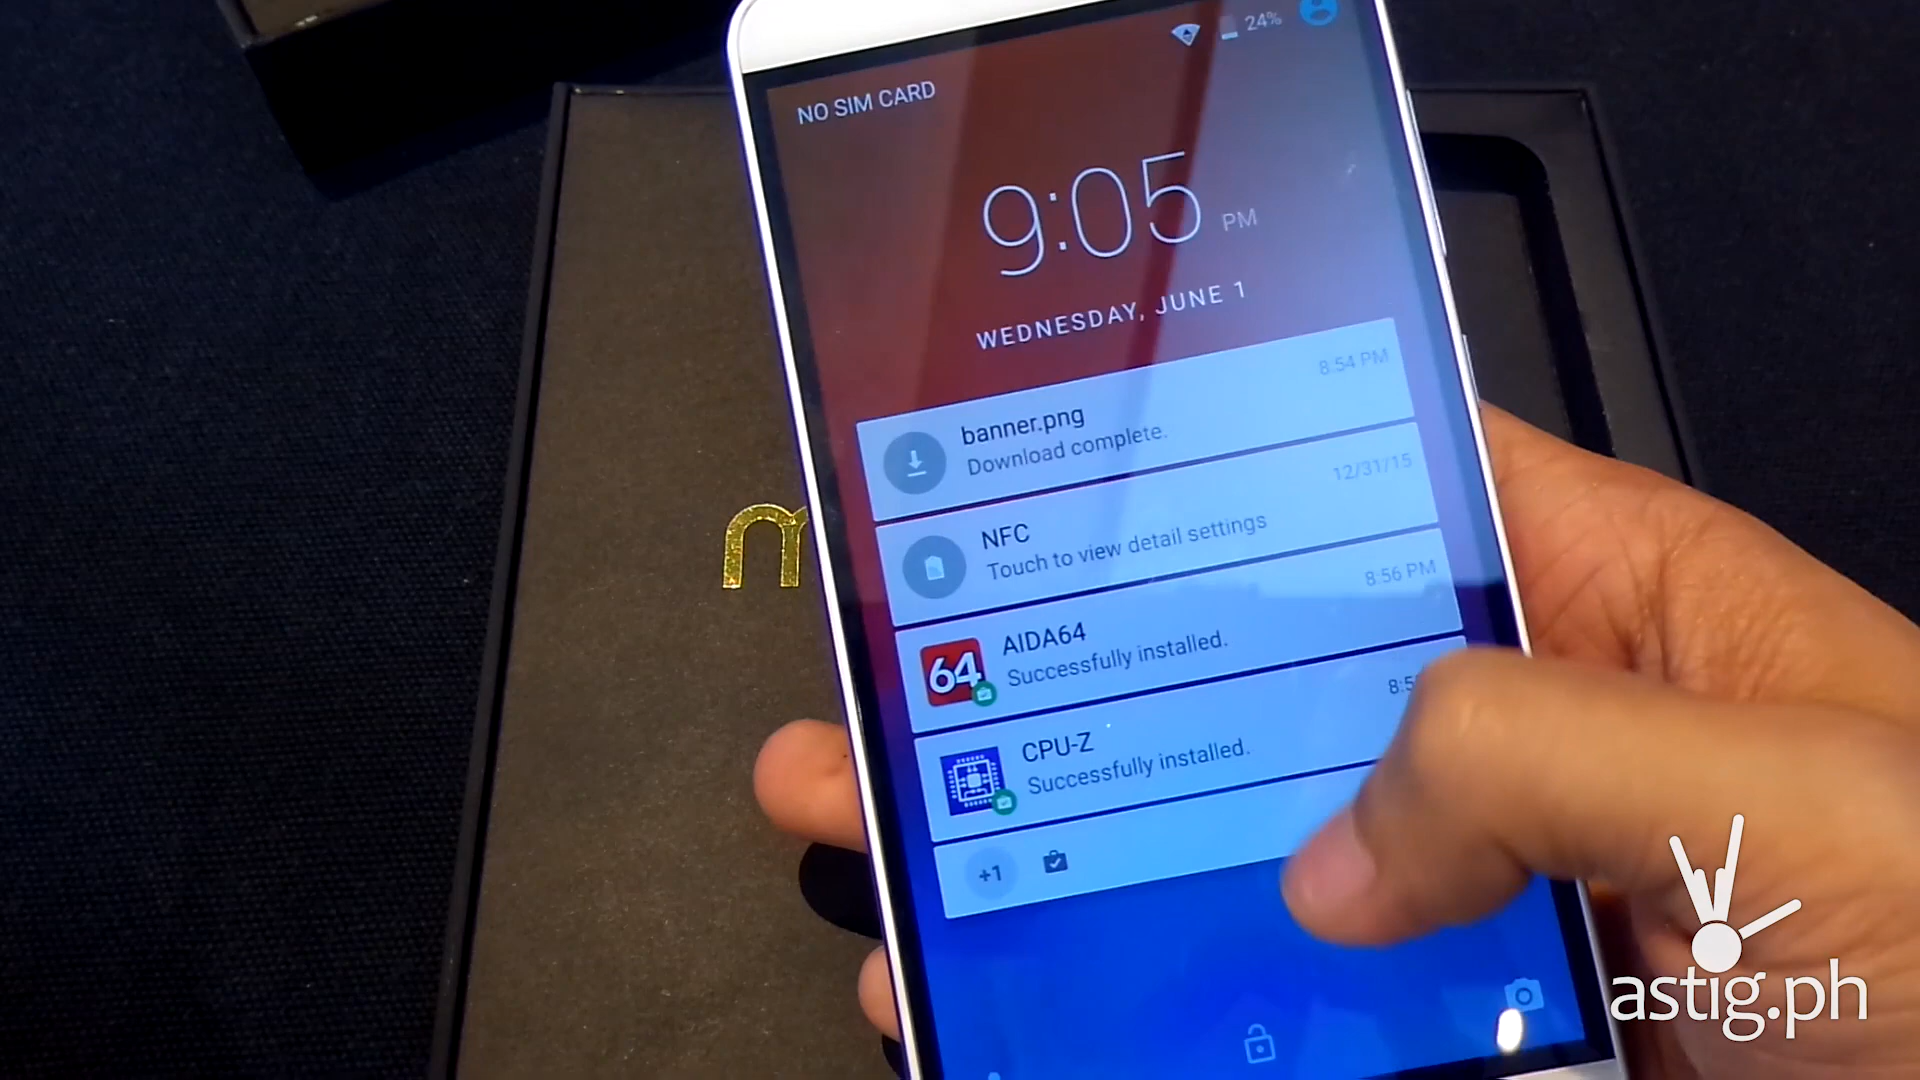 24%
NO SIM CARD
9:05 PM
WEDNESDAY, JUNE 1
8:54 PM
banner.png
Download complete.
12/31/15
NFC
Touch to view detail settings
8:56 PM
64
AIDA64
Successfully installed.
CPU-Z
Successfully installed.
+1
astig.ph